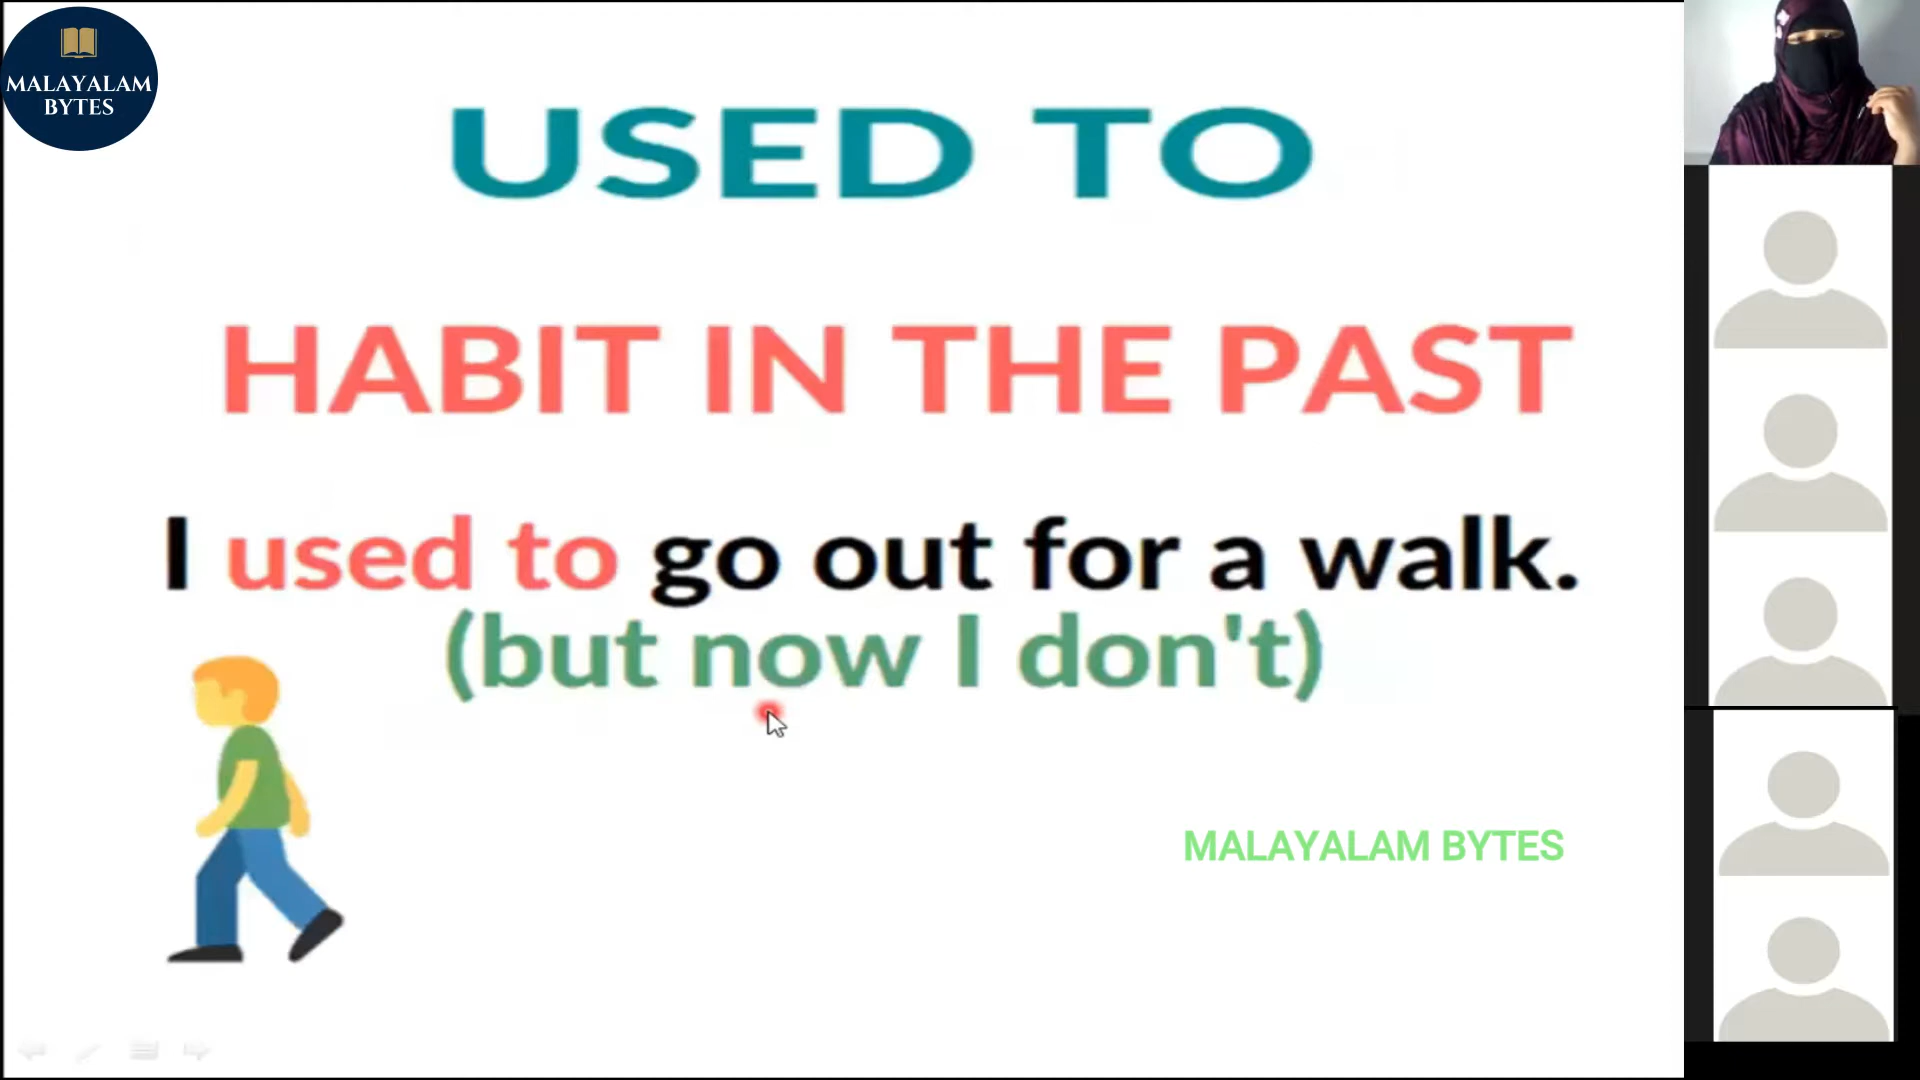 MALAYALAM
BYTES
USED TO
HABIT IN THE PAST
I used to go out for a walk.
(but now I don't)
MALAYALAM BYTES